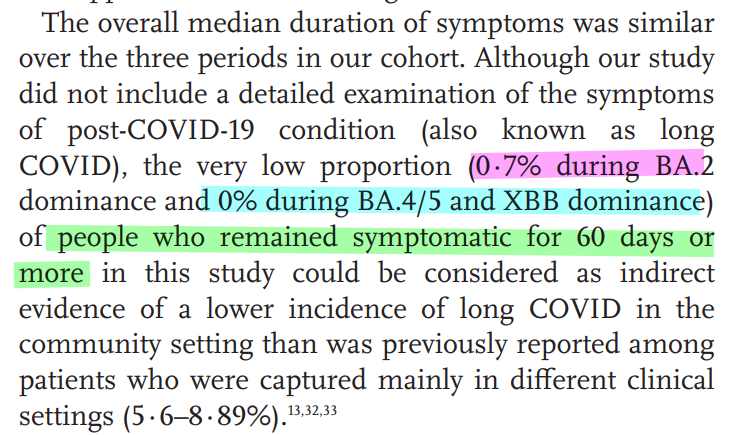 The overall median duration of symptoms was similar
over the three periods in our cohort. Although our study
did not include a detailed examination of the symptoms
of post-COVID-19 condition (also known as long
COVID), the very low proportion (0·7% during BA.2
dominance and 0% during BA.4/5 and XBB dominance)
of people who remained symptomatic for 60 days or
more in this study could be considered as indirect
evidence of a lower incidence of long COVID in the
community setting than was previously reported among
patients who were captured mainly in different clinical
settings (5·6–8·89%).13,32,33